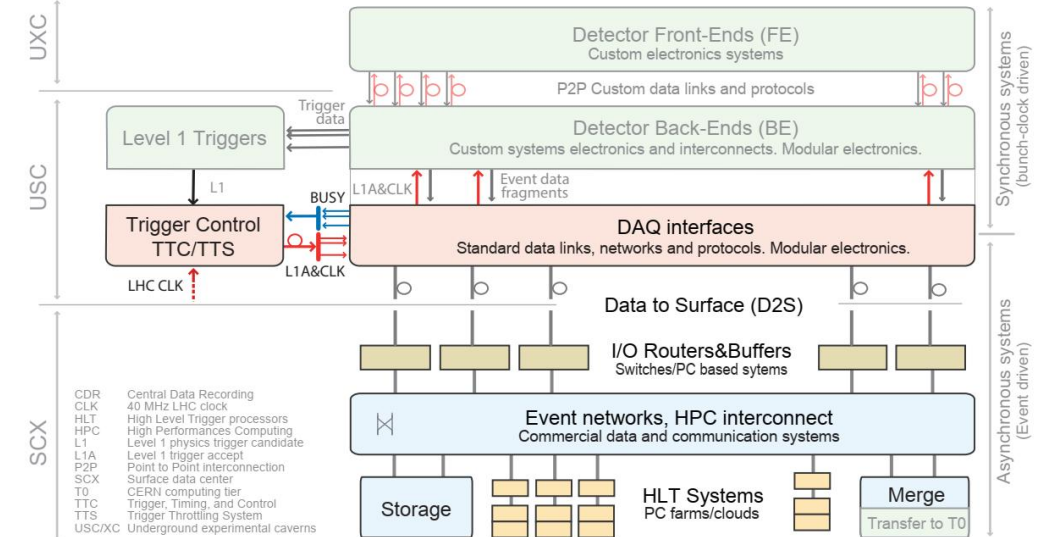 UXC
Detector Front-Ends (FE)
Custom electronics systems
P2P Custom data links and protocols
Synchronous systems
(bunch-clock driven)
USC
Level 1 Triggers
Trigger
data
Detector Back-Ends (BE)
Custom systems electronics and interconnects. Modular electronics.
L1
BUSY
L1A&CLK
Event data
fragments
Trigger Control
TTC/TTS
DAQ interfaces
Standard data links, networks and protocols. Modular electronics.
L1A&CLK
LHC CLK
Data to Surface (D2S)
Asynchronous systems
(Event driven)
I/O Routers&Buffers
Switches/PC based sytems
SCX
Event networks, HPC interconnect
Commercial data and communication systems
CDR Central Data Recording
CLK 40 MHz LHC clock
HLT High Level Trigger processors
HPC High Performances Computing
L1 Level 1 physics trigger candidate
L1A Level 1 trigger accept
P2P Point to Point interconnection
SCX Surface data center
T0 CERN computing tier
TTC Trigger, Timing, and Control
TTS Trigger Throttling System
USC/XC Underground experimental caverns
Storage
HLT Systems
PC farms/clouds
Merge
Transfer to T0